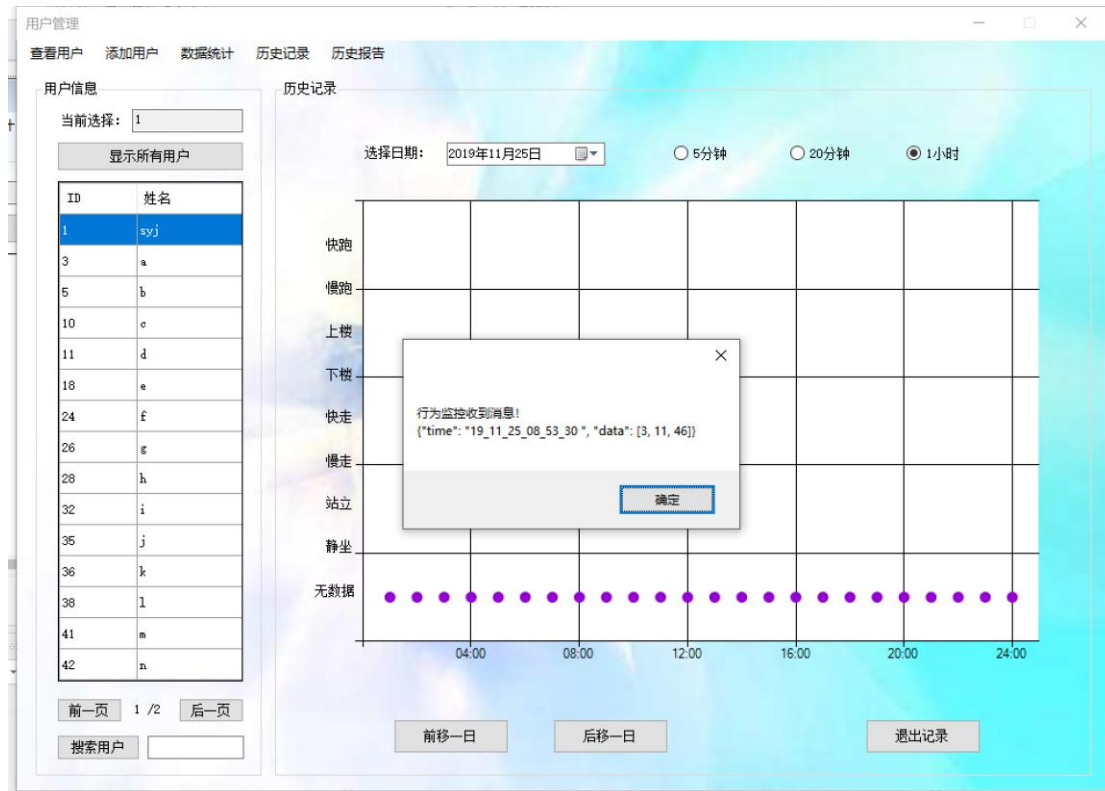 用户管理
查看用户 添加用户 数据统计 历史记录 历史报告
用户信息
当前选择： 1
显示所有用户
ID 姓名
1 syj
3 a
5 b
10 c
11 d
18 e
24 f
26 g
28 h
32 i
35 j
36 k
38 l
41 m
42 n
前一页 1 /2 后一页
搜索用户
历史记录
选择日期： 2019年11月25日 5分钟 20分钟 1小时
快跑
慢跑
上楼
下楼
快走
慢走
站立
静坐
无数据
04:00 08:00 12:00 16:00 20:00 24:00
行为监控收到消息!
{"time": "19_11_25_08_53_30 ", "data": [3, 11, 46]}
确定
前移一日 后移一日 退出记录